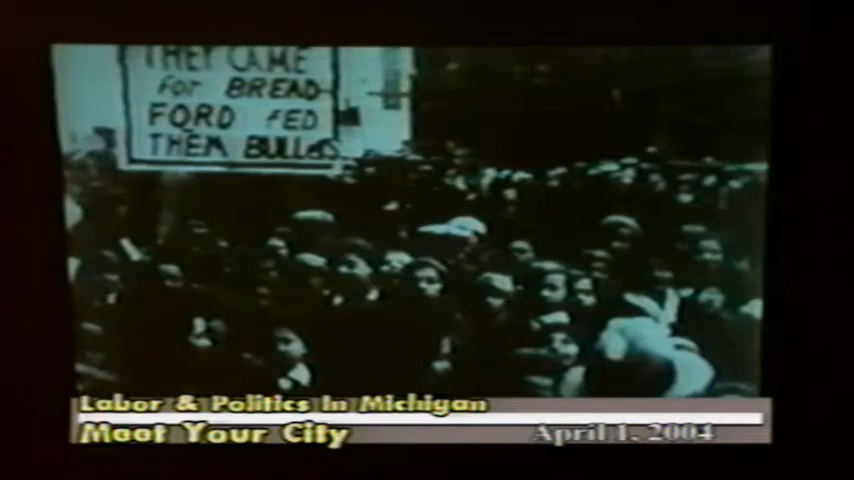 THEY CAME
for BREAD
FORD FED
THEM BULLETS
Labor & Politics In Michigan
Meet Your City
April 1, 2004